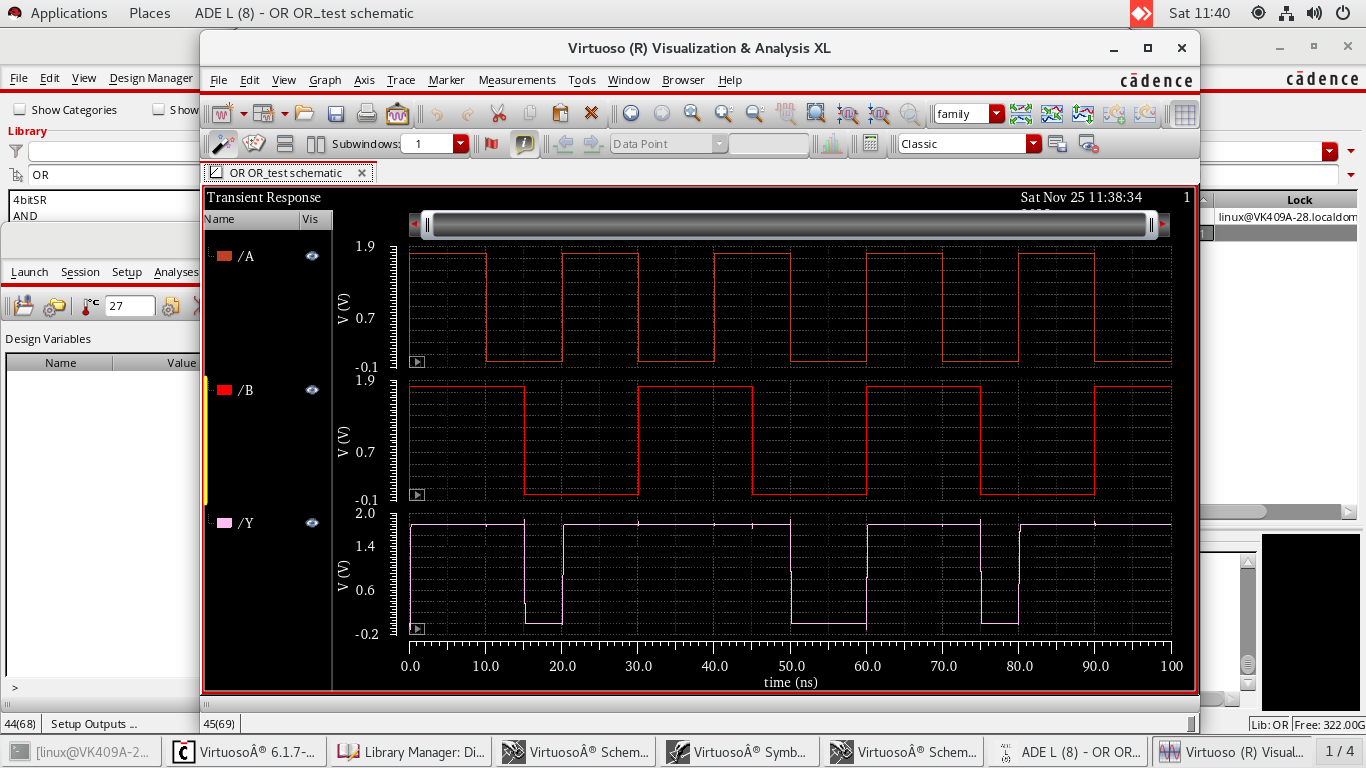 Applications Places ADE L (8) - OR OR_test schematic Sat 11:40
Virtuoso (R) Visualization & Analysis XL
File Edit View Design Manager
cādence
File Edit View Graph Axis Trace Marker Measurements Tools Window Browser Help
cādence
Show Categories
family
Subwindows: 1
Data Point
Classic
Library
OR
4bitSR
AND
OR OR_test schematic
Lock
linux@VK409A-28.localdom
Launch Session Setup Analyses
27
Design Variables
Name Value
>
44(68) Setup Outputs ...
Transient Response
Sat Nov 25 11:38:34 1
Name Vis
/A
/B
/Y
1.9
V (V)
0.7
-0.1
1.9
V (V)
0.7
-0.1
2.0
1.4
V (V)
0.6
-0.2
0.0 10.0 20.0 30.0 40.0 50.0 60.0 70.0 80.0 90.0 100
time (ns)
45(69)
Lib: OR Free: 322.00G
[linux@VK409A-2...
Virtuoso® 6.1.7-...
Library Manager: Di...
Virtuoso® Schem...
Virtuoso® Symb...
Virtuoso® Schem...
ADE L (8) - OR OR...
Virtuoso (R) Visual...
1 / 4